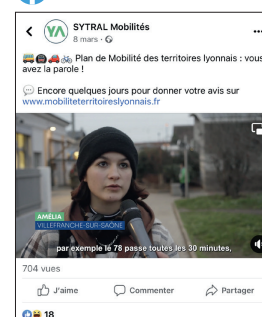 SYTRAL Mobilités
8 mars
Plan de Mobilité des territoires lyonnais : vous
avez la parole !
Encore quelques jours pour donner votre avis sur
www.mobiliteterritoireslyonnais.fr
AMÉLIA
VILLEFRANCHE-SUR-SAÔNE
par exemple le 78 passe toutes les 30 minutes,
704 vues
J'aime
Commenter
Partager
18